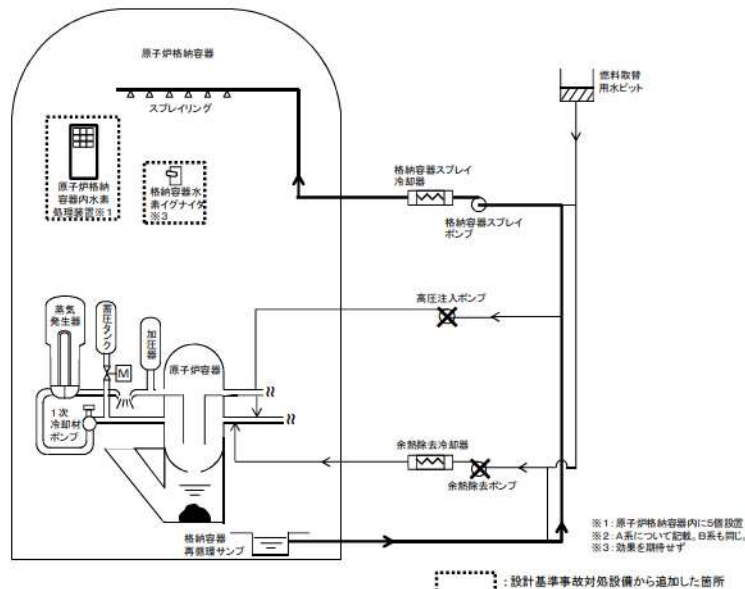 原子炉格納容器
スプレイリング
原子炉格納
容器内水素
処理装置※1
格納容器水
素イグナイタ
※3
燃料取替
用水ピット
格納容器スプレイ
冷却器
格納容器スプレイ
ポンプ
高圧注入ポンプ
蒸気
発生器
蓄圧タンク
加圧器
M
原子炉容器
1次
冷却材
ポンプ
余熱除去冷却器
余熱除去ポンプ
格納容器
再循環サンプ
※1:原子炉格納容器内に5個設置
※2:A系について記載。B系も同じ。
※3:効果を期待せず
:設計基準事故対処設備から追加した箇所